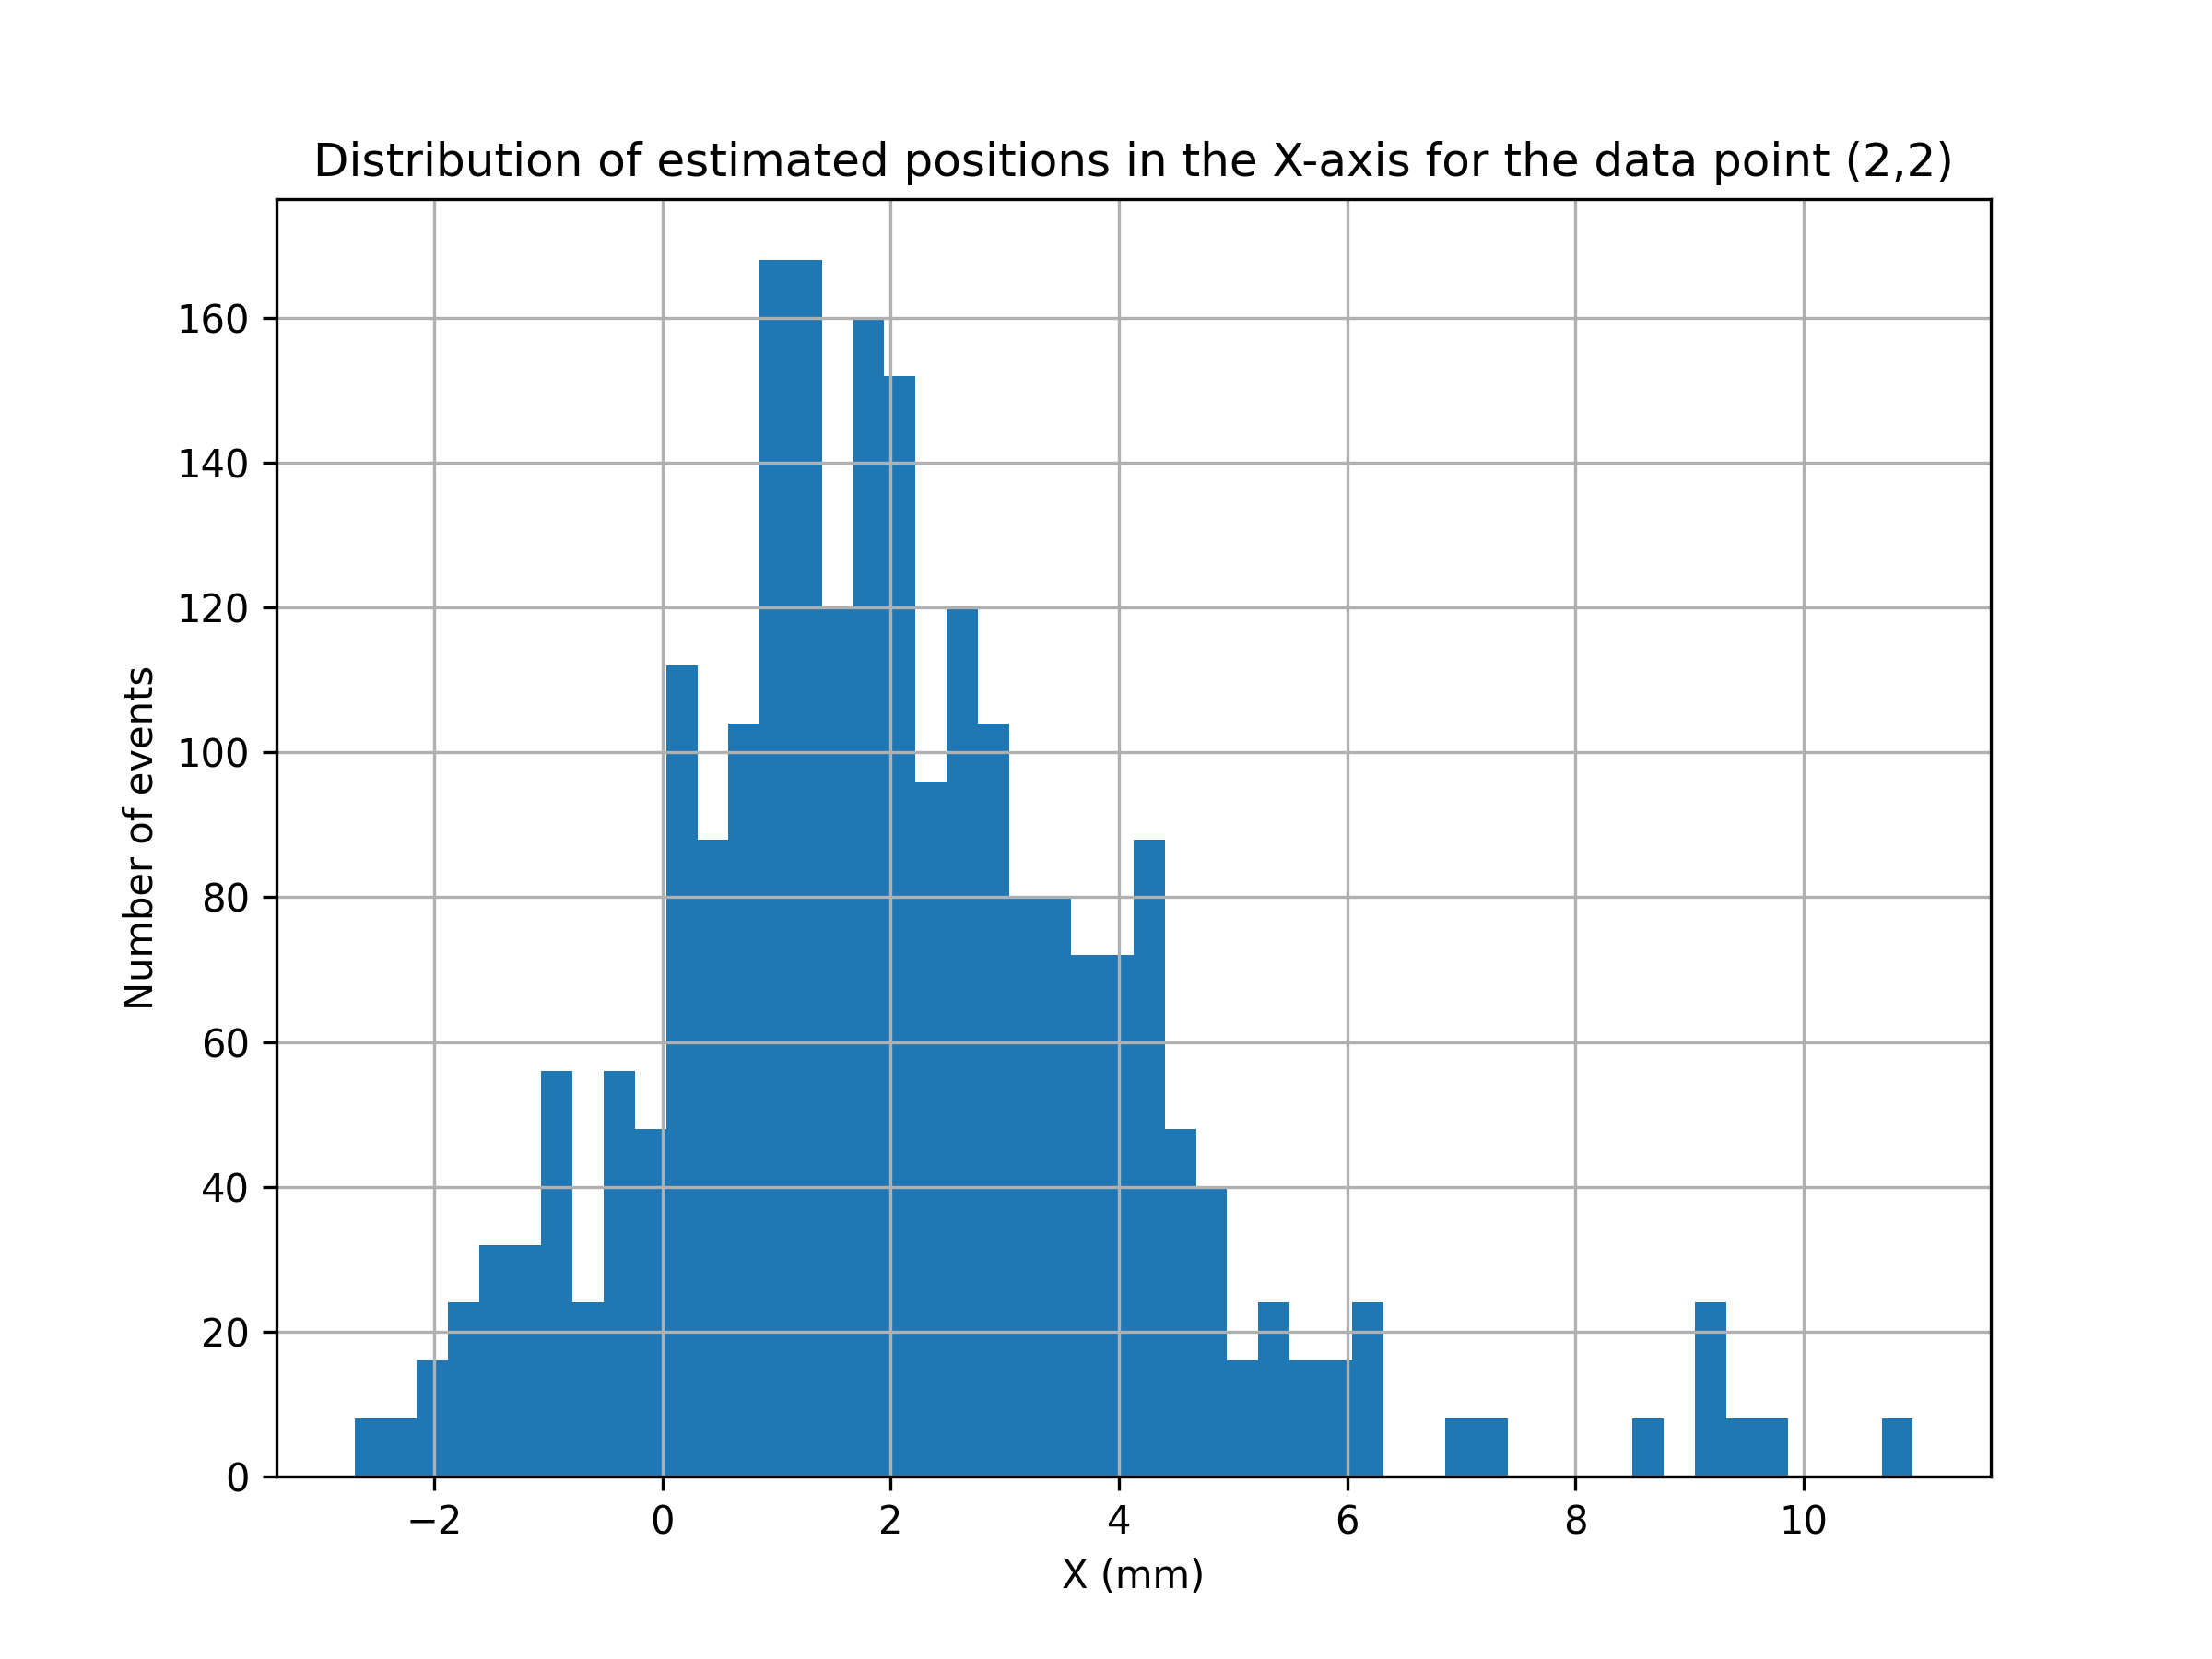 Distribution of estimated positions in the X-axis for the data point (2,2)
160
140
120
100
80
60
40
20
0
Number of events
−2 0 2 4 6 8 10
X (mm)